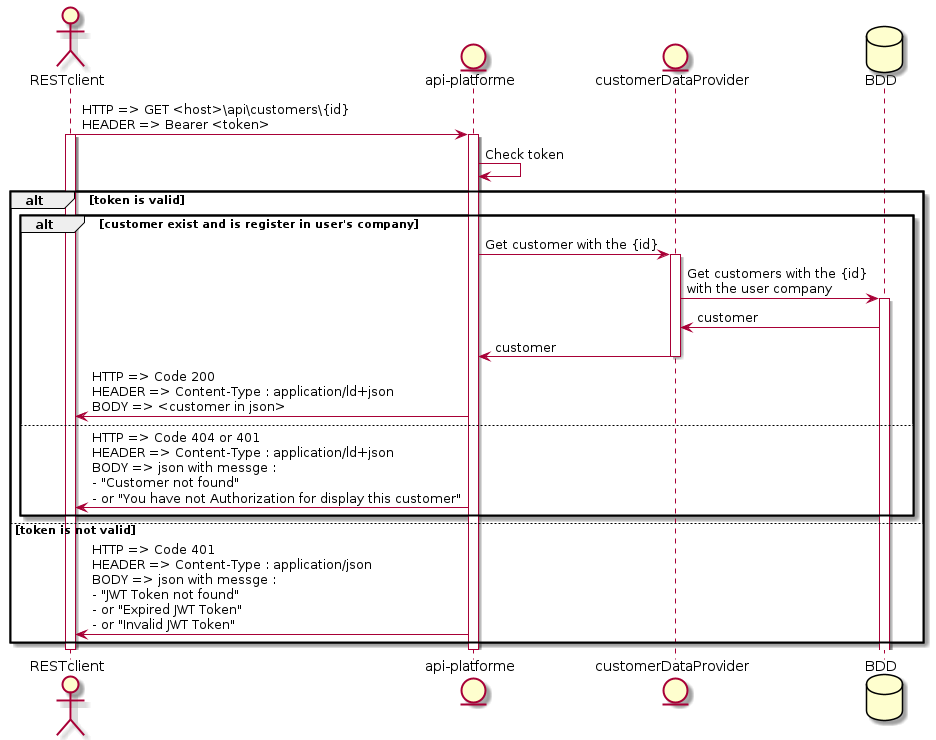 RESTclient
api-platforme
customerDataProvider
BDD
HTTP => GET <host>\api\customers\{id}
HEADER => Bearer <token>
Check token
alt
[token is valid]
alt
[customer exist and is register in user's company]
Get customer with the {id}
Get customers with the {id}
with the user company
customer
customer
HTTP => Code 200
HEADER => Content-Type : application/ld+json
BODY => <customer in json>
HTTP => Code 404 or 401
HEADER => Content-Type : application/ld+json
BODY => json with messge :
- "Customer not found"
- or "You have not Authorization for display this customer"
[token is not valid]
HTTP => Code 401
HEADER => Content-Type : application/json
BODY => json with messge :
- "JWT Token not found"
- or "Expired JWT Token"
- or "Invalid JWT Token"
RESTclient
api-platforme
customerDataProvider
BDD